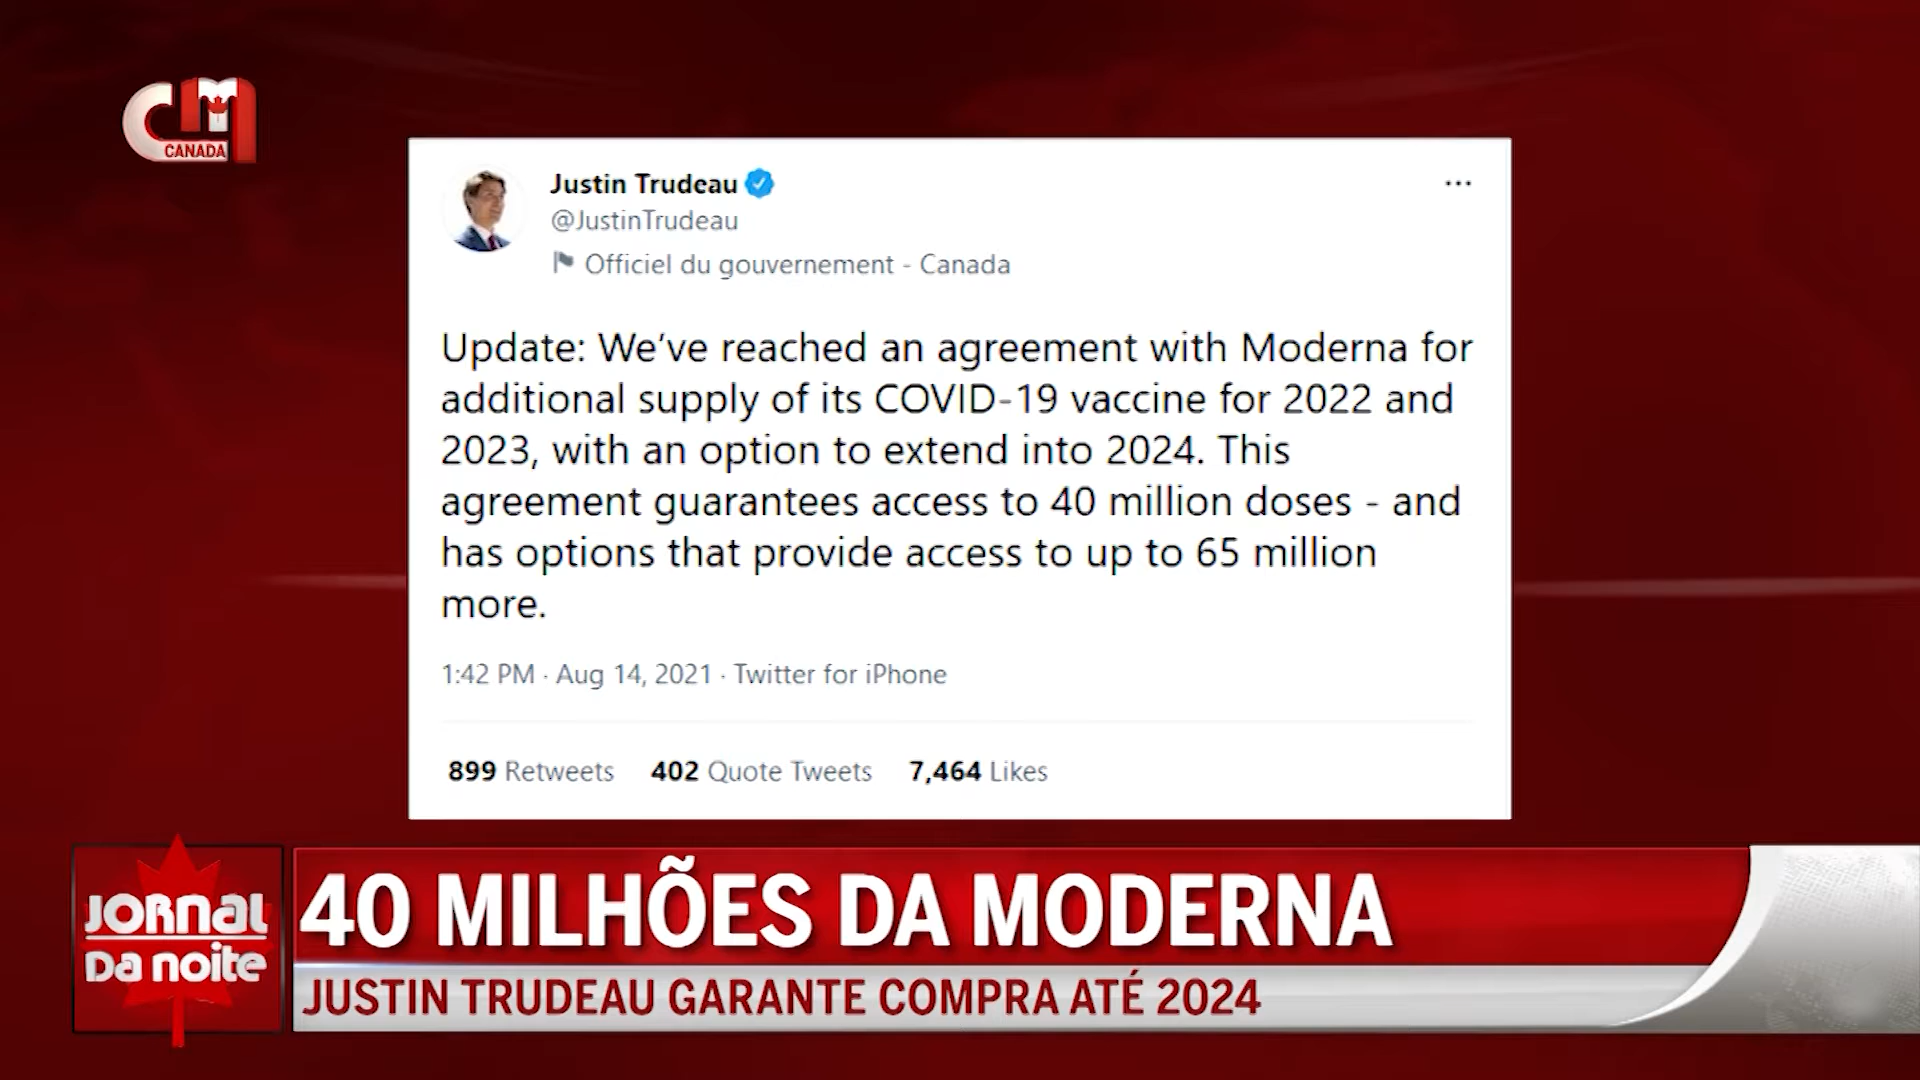 CM
CANADA
Justin Trudeau
@JustinTrudeau
Officiel du gouvernement - Canada
Update: We’ve reached an agreement with Moderna for
additional supply of its COVID-19 vaccine for 2022 and
2023, with an option to extend into 2024. This
agreement guarantees access to 40 million doses - and
has options that provide access to up to 65 million
more.
1:42 PM · Aug 14, 2021 · Twitter for iPhone
899 Retweets 402 Quote Tweets 7,464 Likes
JORNAL
DA NOITE
40 MILHÕES DA MODERNA
JUSTIN TRUDEAU GARANTE COMPRA ATÉ 2024